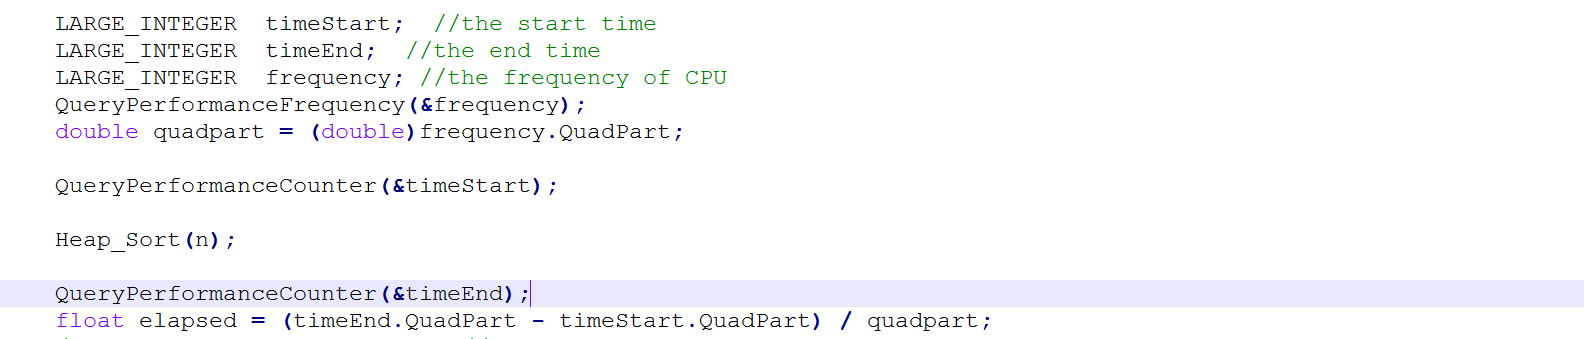 LARGE_INTEGER  timeStart;  //the start time
LARGE_INTEGER  timeEnd;  //the end time
LARGE_INTEGER  frequency; //the frequency of CPU
QueryPerformanceFrequency(&frequency);
double quadpart = (double)frequency.QuadPart;
QueryPerformanceCounter(&timeStart);
Heap_Sort(n);
QueryPerformanceCounter(&timeEnd);
float elapsed = (timeEnd.QuadPart - timeStart.QuadPart) / quadpart;